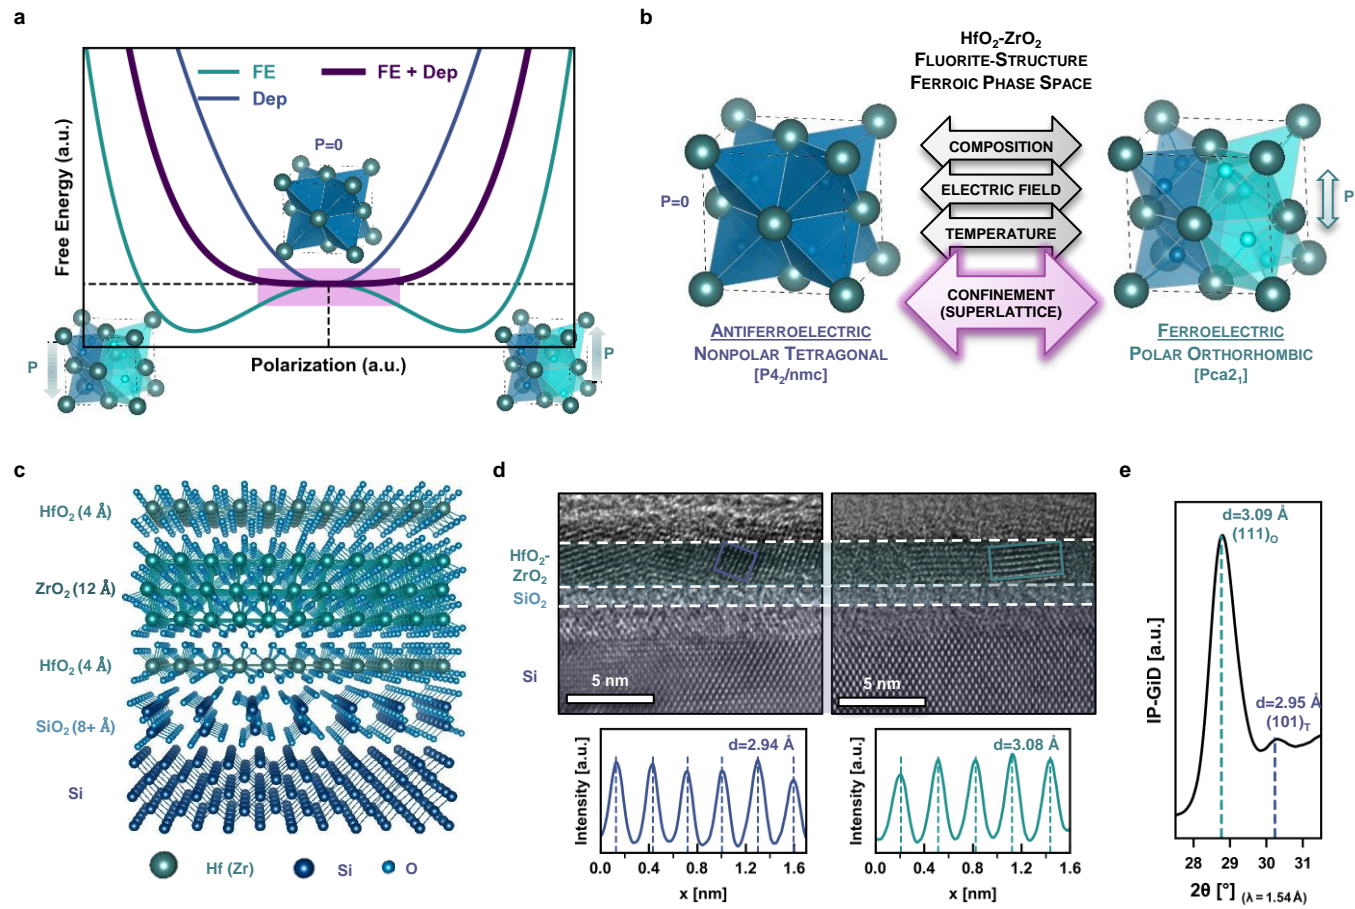 a
FE
FE + Dep
Dep
P=0
Free Energy (a.u.)
Polarization (a.u.)
P
P
b
HfO₂-ZrO₂
FLUORITE-STRUCTURE
FERROIC PHASE SPACE
COMPOSITION
ELECTRIC FIELD
TEMPERATURE
CONFINEMENT
(SUPERLATTICE)
P=0
P
ANTIFERROELECTRIC
NONPOLAR TETRAGONAL
[P4₂/nmc]
FERROELECTRIC
POLAR ORTHORHOMBIC
[Pca2₁]
c
HfO₂ (4 Å)
ZrO₂ (12 Å)
HfO₂ (4 Å)
SiO₂ (8+ Å)
Si
Hf (Zr)
Si
O
d
HfO₂-
ZrO₂
SiO₂
Si
5 nm
5 nm
d=2.94 Å
Intensity [a.u.]
0.0 0.4 0.8 1.2 1.6
x [nm]
d=3.08 Å
Intensity [a.u.]
0.0 0.4 0.8 1.2 1.6
x [nm]
e
d=3.09 Å
(111)O
d=2.95 Å
(101)T
IP-GiD [a.u.]
28 29 30 31
2θ [°] (λ = 1.54 Å)